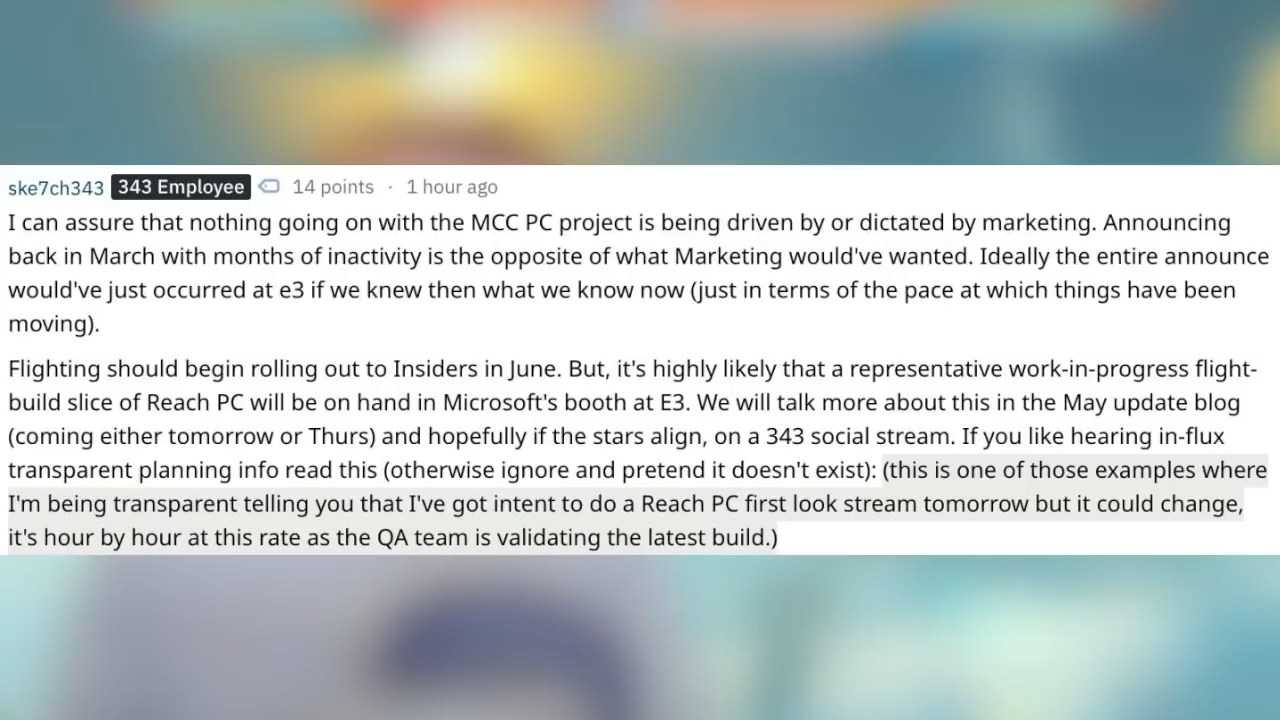 ske7ch343 343 Employee 14 points · 1 hour ago
I can assure that nothing going on with the MCC PC project is being driven by or dictated by marketing. Announcing
back in March with months of inactivity is the opposite of what Marketing would've wanted. Ideally the entire announce
would've just occurred at e3 if we knew then what we know now (just in terms of the pace at which things have been
moving).
Flighting should begin rolling out to Insiders in June. But, it's highly likely that a representative work-in-progress flight-
build slice of Reach PC will be on hand in Microsoft's booth at E3. We will talk more about this in the May update blog
(coming either tomorrow or Thurs) and hopefully if the stars align, on a 343 social stream. If you like hearing in-flux
transparent planning info read this (otherwise ignore and pretend it doesn't exist): (this is one of those examples where
I'm being transparent telling you that I've got intent to do a Reach PC first look stream tomorrow but it could change,
it's hour by hour at this rate as the QA team is validating the latest build.)